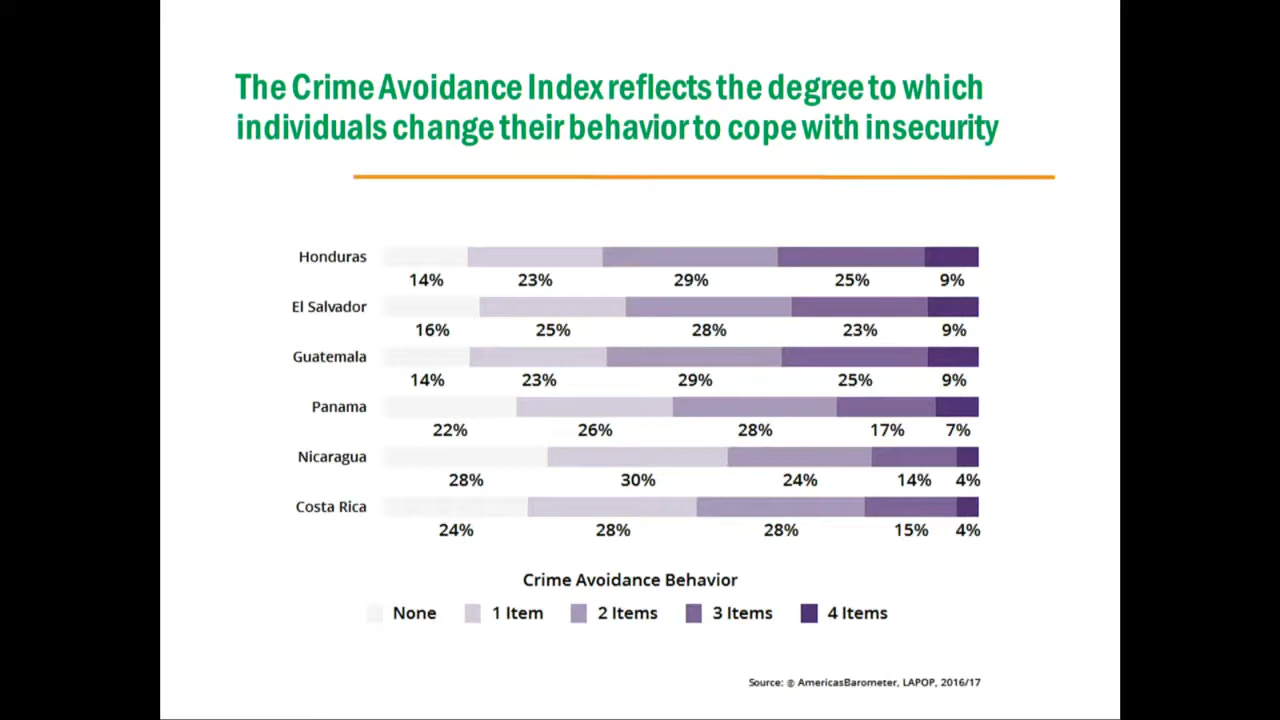 The Crime Avoidance Index reflects the degree to which
individuals change their behavior to cope with insecurity
Honduras
14% 23% 29% 25% 9%
El Salvador
16% 25% 28% 23% 9%
Guatemala
14% 23% 29% 25% 9%
Panama
22% 26% 28% 17% 7%
Nicaragua
28% 30% 24% 14% 4%
Costa Rica
24% 28% 28% 15% 4%
Crime Avoidance Behavior
None 1 Item 2 Items 3 Items 4 Items
Source: © AmericasBarometer, LAPOP, 2016/17